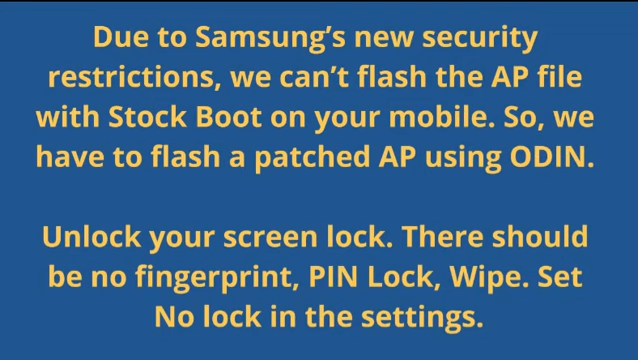 Due to Samsung's new security
restrictions, we can't flash the AP file
with Stock Boot on your mobile. So, we
have to flash a patched AP using ODIN.
Unlock your screen lock. There should
be no fingerprint, PIN Lock, Wipe. Set
No lock in the settings.